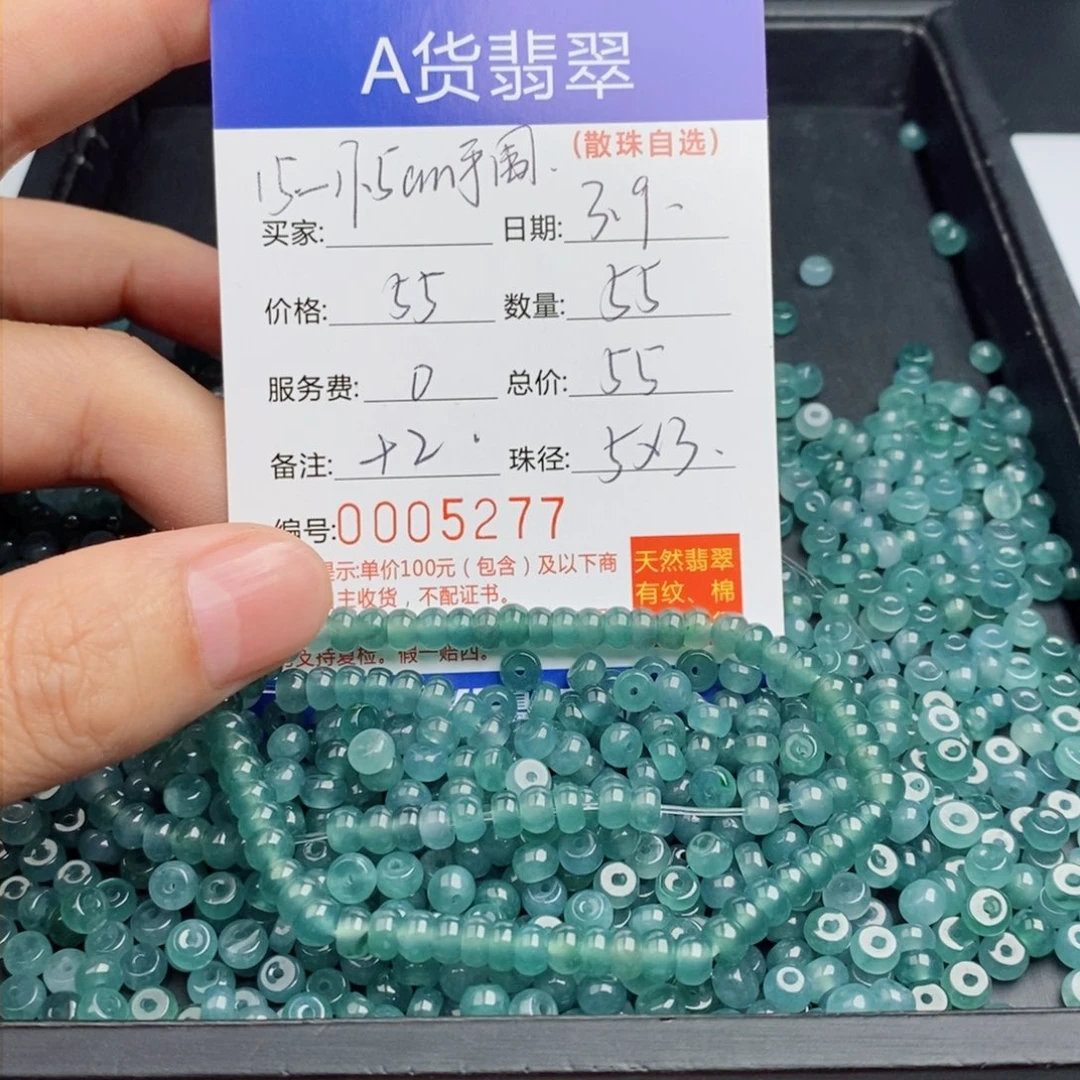 A货翡翠
(散珠自选)
15-17.5cm手围.
买家: 日期: 3.9.
价格: 55 数量: 55
服务费: 0 总价: 55
备注: +2 珠径: 5×3.
编号:0005277
示:单价100元（包含）及以下商
主收货，不配证书。
支持复检。假一赔四。
天然翡翠
有纹、棉